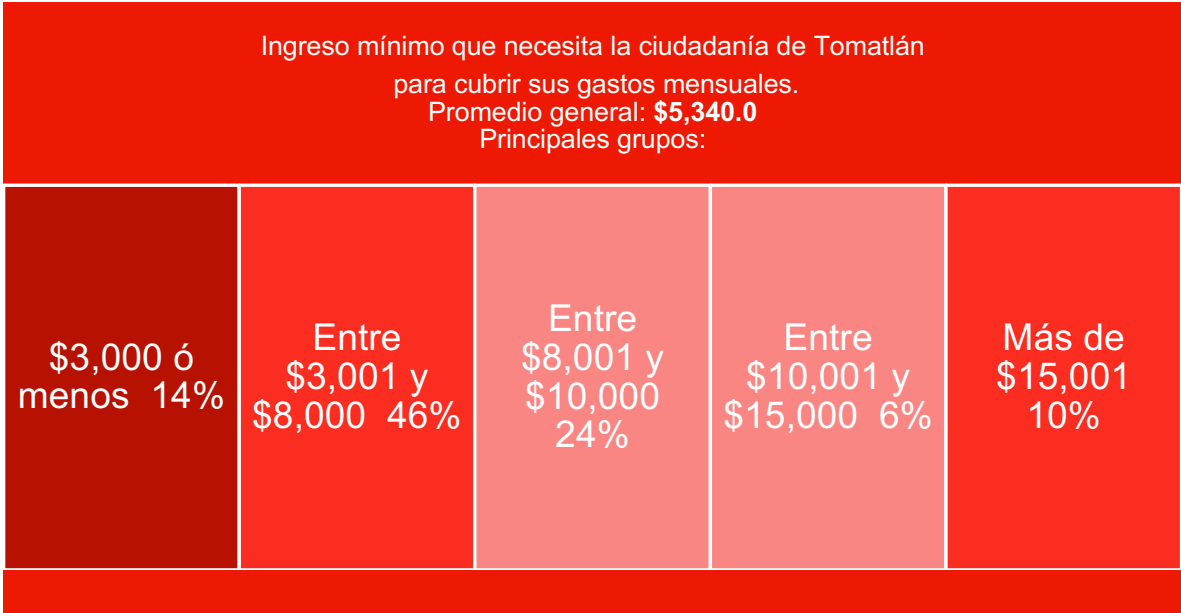 Ingreso mínimo que necesita la ciudadanía de Tomatlán
para cubrir sus gastos mensuales.
Promedio general: $5,340.0
Principales grupos:
$3,000 ó
menos 14%
Entre
$3,001 y
$8,000 46%
Entre
$8,001 y
$10,000
24%
Entre
$10,001 y
$15,000 6%
Más de
$15,001
10%